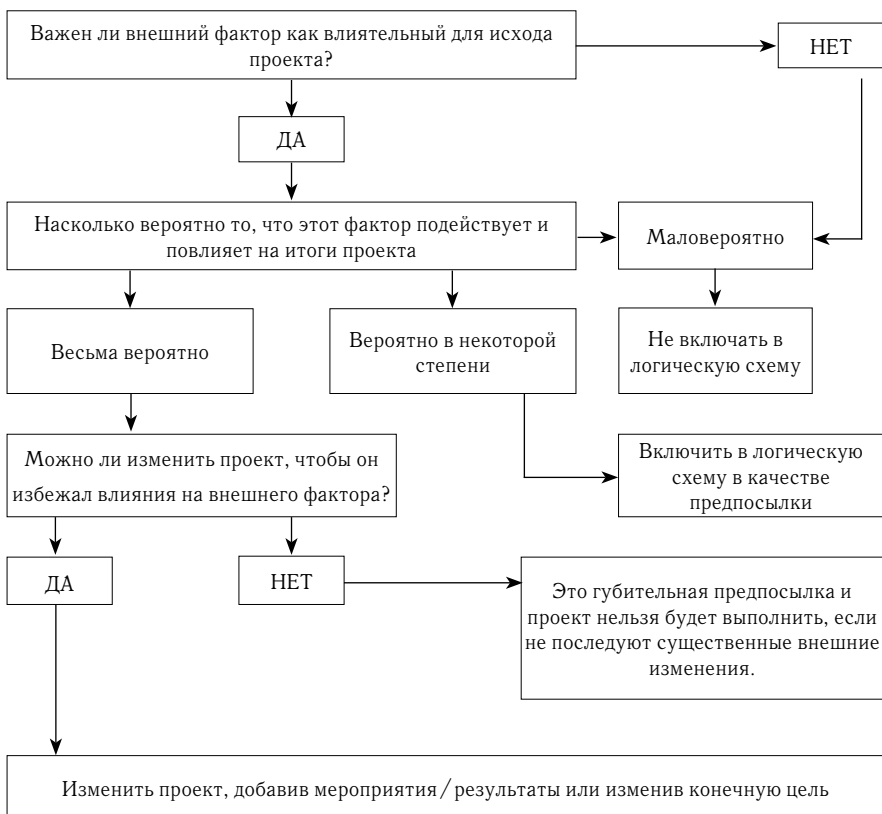 Важен ли внешний фактор как влиятельный для исхода
проекта?
НЕТ
ДА
Насколько вероятно то, что этот фактор подействует и
повлияет на итоги проекта
Маловероятно
Весьма вероятно
Вероятно в некоторой
степени
Не включать в
логическую схему
Можно ли изменить проект, чтобы он
избежал влияния на внешнего фактора?
Включить в логическую
схему в качестве
предпосылки
ДА
НЕТ
Это губительная предпосылка и
проект нельзя будет выполнить, если
не последуют существенные внешние
изменения.
Изменить проект, добавив мероприятия / результаты или изменив конечную цель